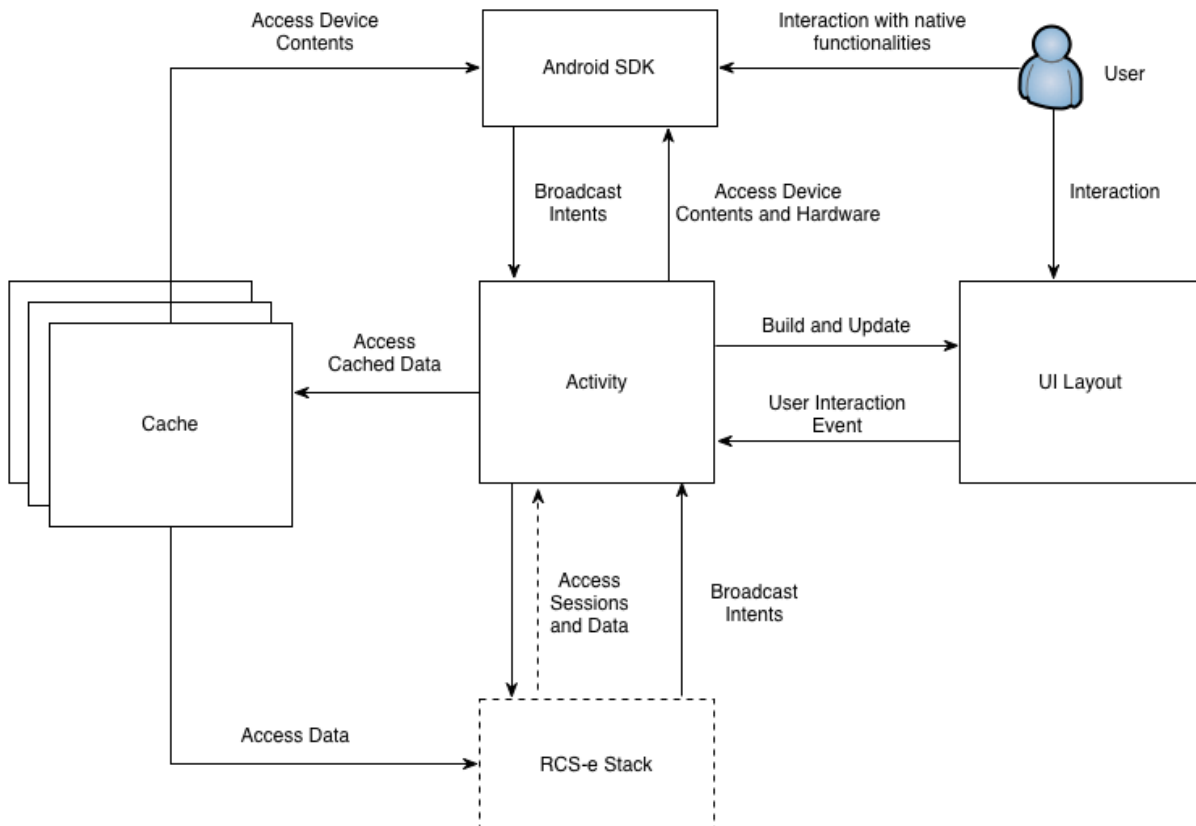 Access Device
Contents
Interaction with native
functionalities
Android SDK
User
Broadcast
Intents
Access Device
Contents and Hardware
Interaction
Access
Cached Data
Build and Update
Activity
UI Layout
User Interaction
Event
Cache
Access
Sessions
and Data
Broadcast
Intents
Access Data
RCS-e Stack